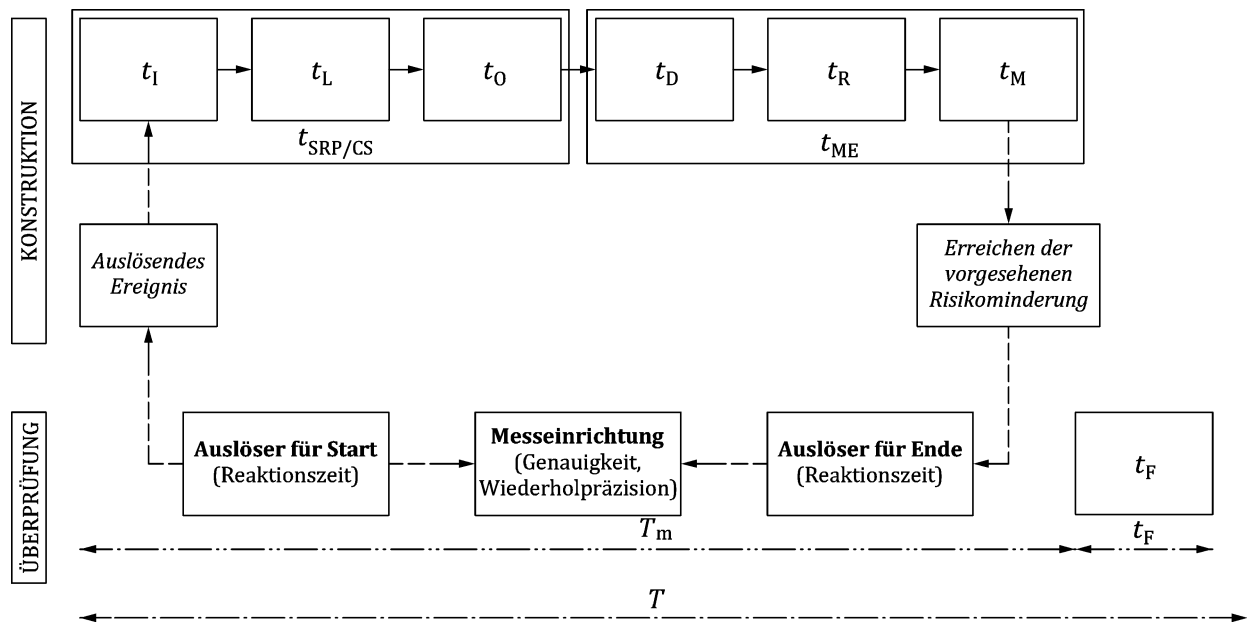 KONSTRUKTION
t_I
t_L
t_O
t_D
t_R
t_M
t_SRP/CS
t_ME
Auslösendes
Ereignis
Erreichen der
vorgesehenen
Risikominderung
ÜBERPRÜFUNG
Auslöser für Start
(Reaktionszeit)
Messeinrichtung
(Genauigkeit,
Wiederholpräzision)
Auslöser für Ende
(Reaktionszeit)
t_F
T_m
t_F
T